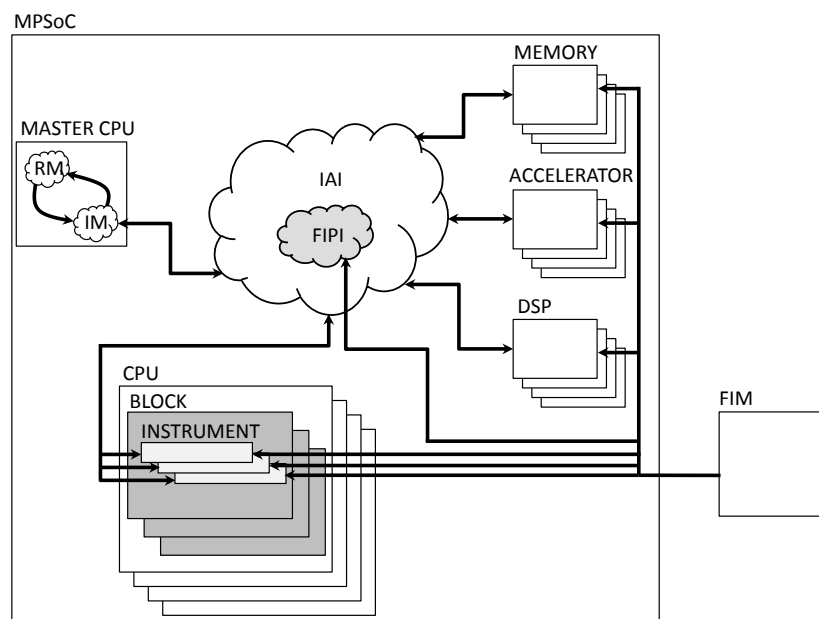 MPSoC
MEMORY
MASTER CPU
RM
IM
IAI
FIPI
ACCELERATOR
DSP
CPU
BLOCK
INSTRUMENT
FIM